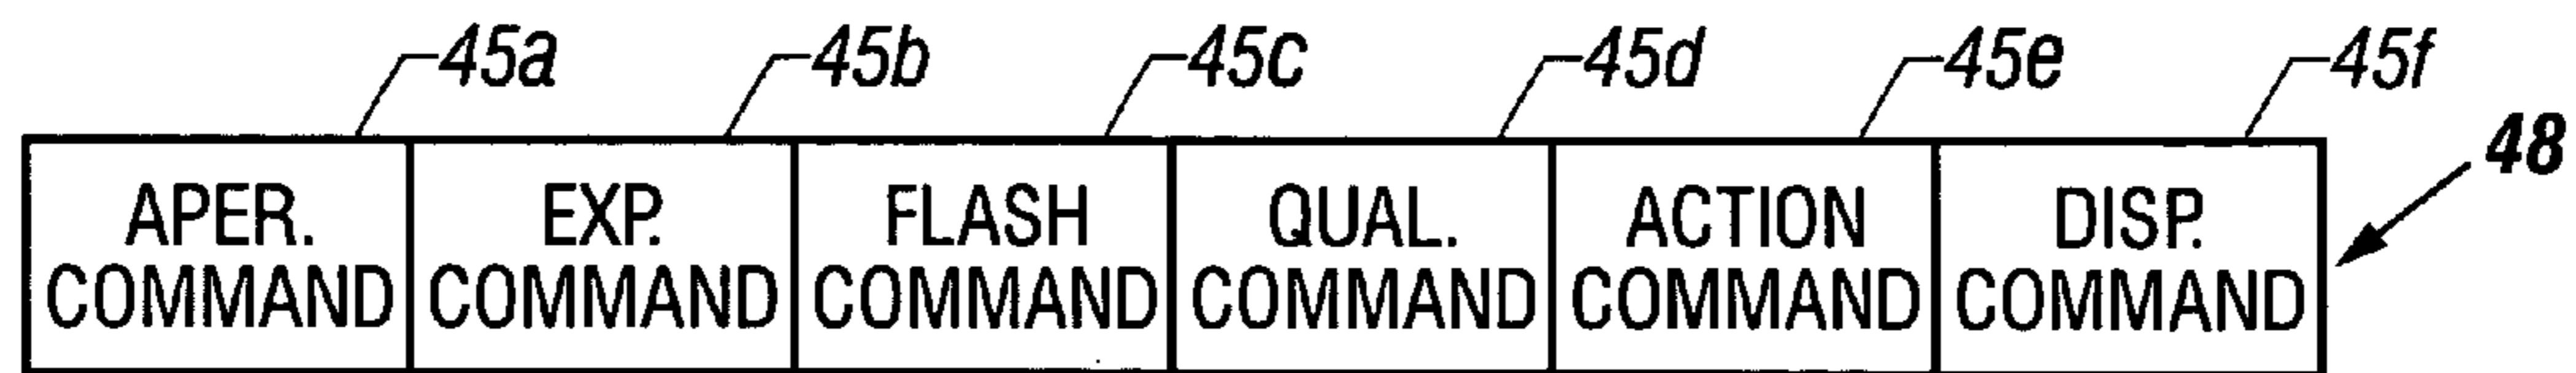 45a 45b 45c 45d 45e 45f
48
APER. EXP. FLASH QUAL. ACTION DISP.
COMMAND COMMAND COMMAND COMMAND COMMAND COMMAND